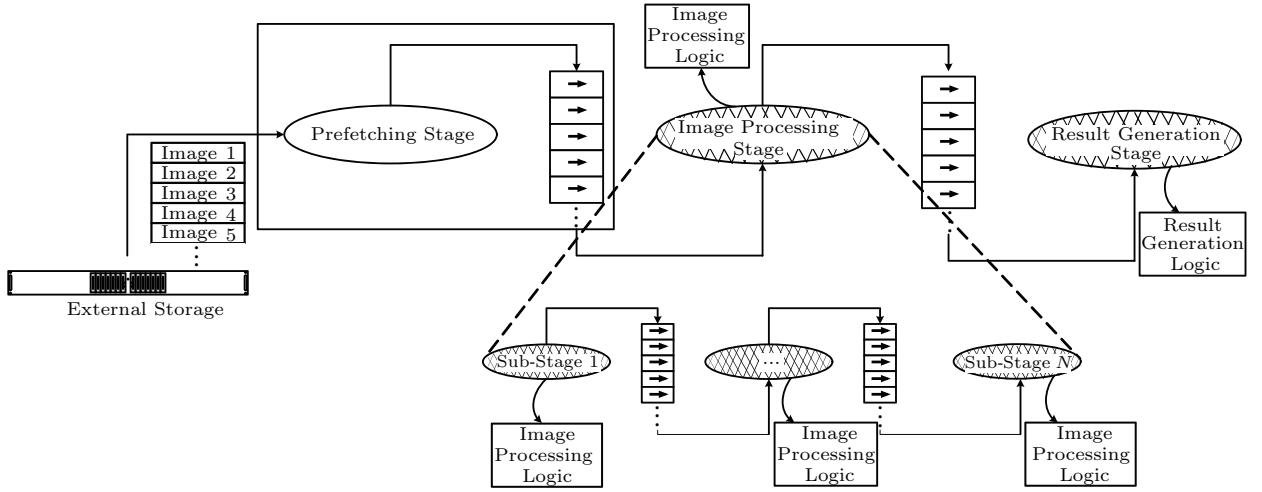 Image
Processing
Logic
Prefetching Stage
Image Processing
Stage
Result Generation
Stage
Image 1
Image 2
Image 3
Image 4
Image 5
External Storage
Result
Generation
Logic
Sub-Stage 1
...
Sub-Stage N
Image
Processing
Logic
Image
Processing
Logic
Image
Processing
Logic